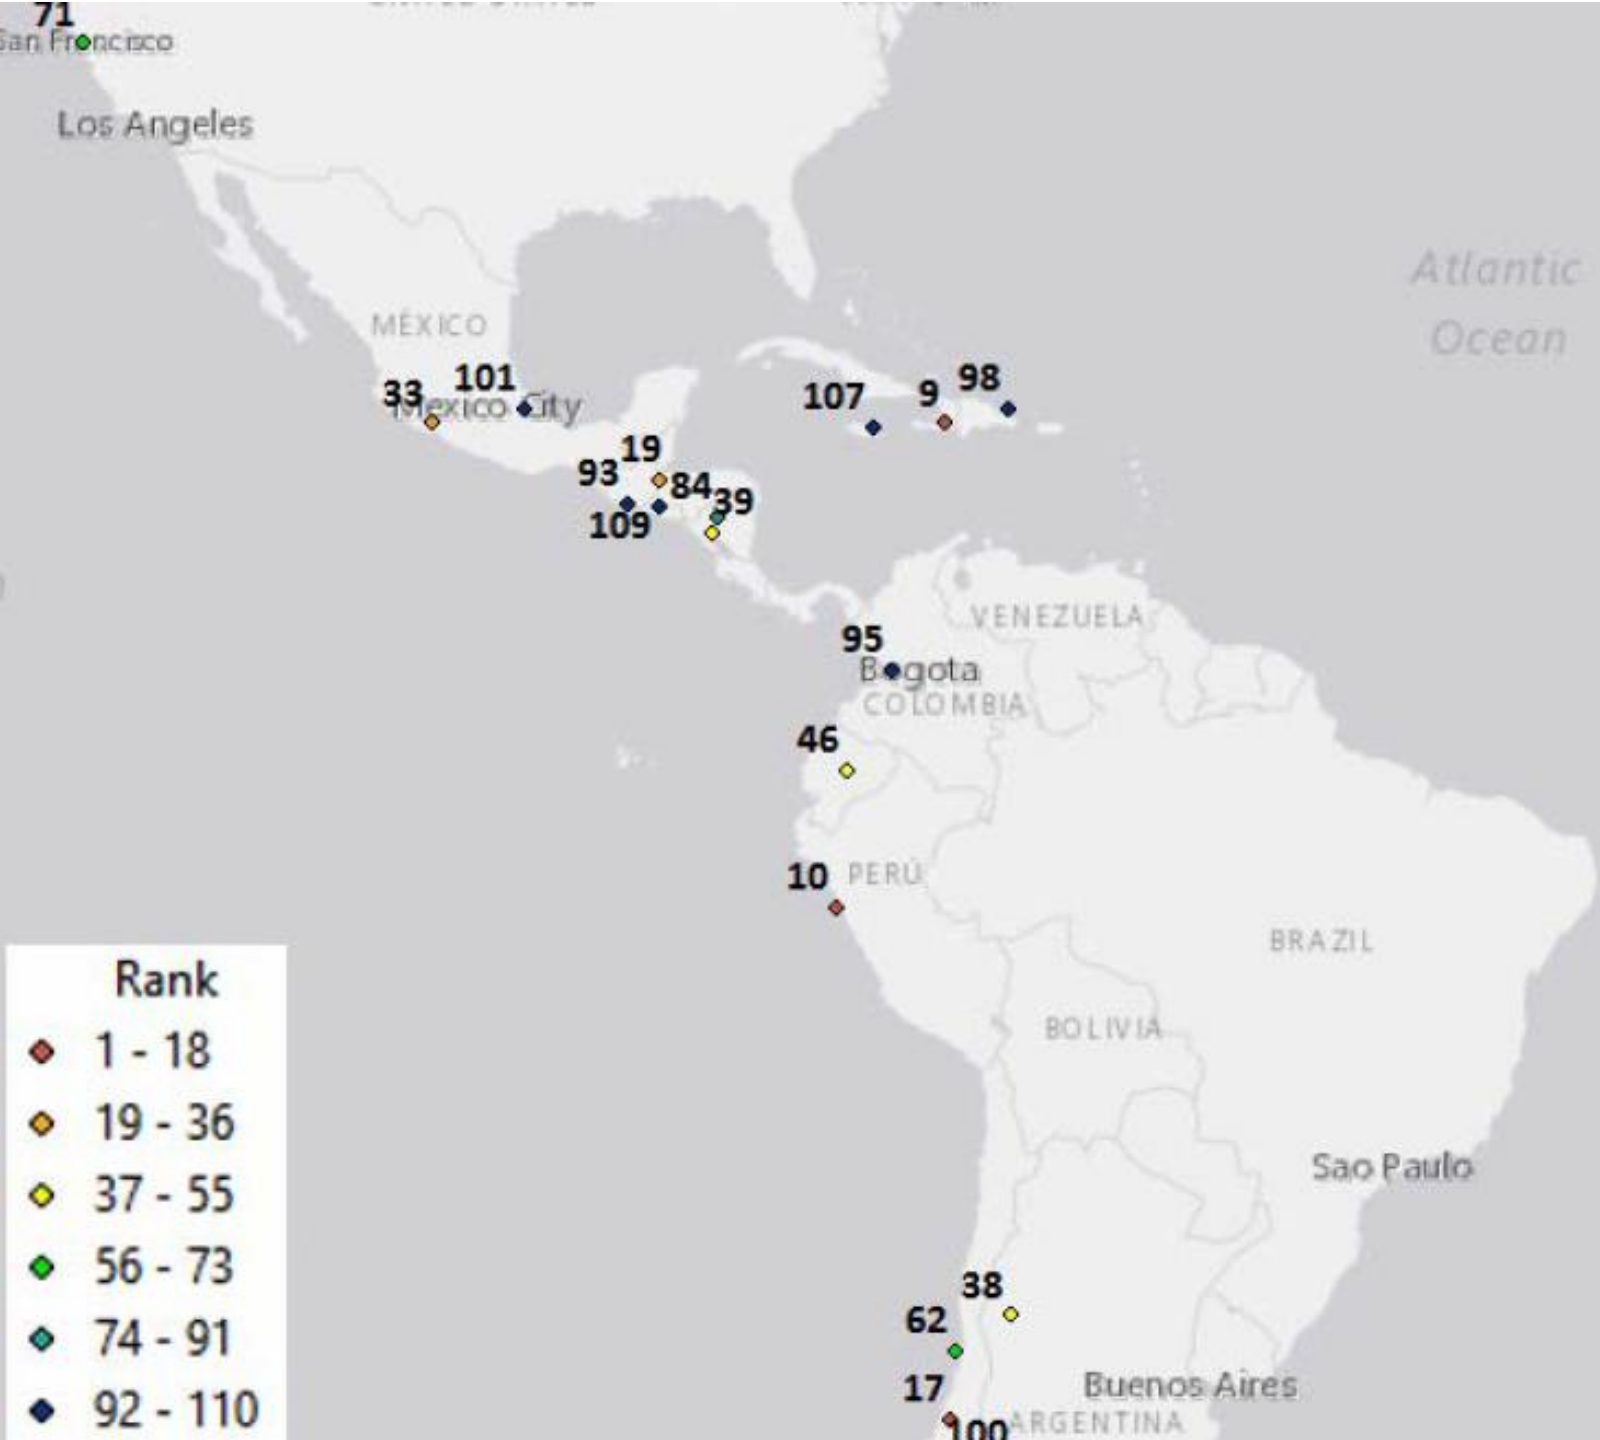 71
San Francisco
Los Angeles
Atlantic
Ocean
MÉXICO
33
101
Mexico City
107
9
98
19
93
84
39
109
VENEZUELA
95
Bogota
COLOMBIA
46
10
PERÚ
BRAZIL
BOLIVIA
Sao Paulo
38
62
Buenos Aires
17
100
ARGENTINA
Rank
1 - 18
19 - 36
37 - 55
56 - 73
74 - 91
92 - 110